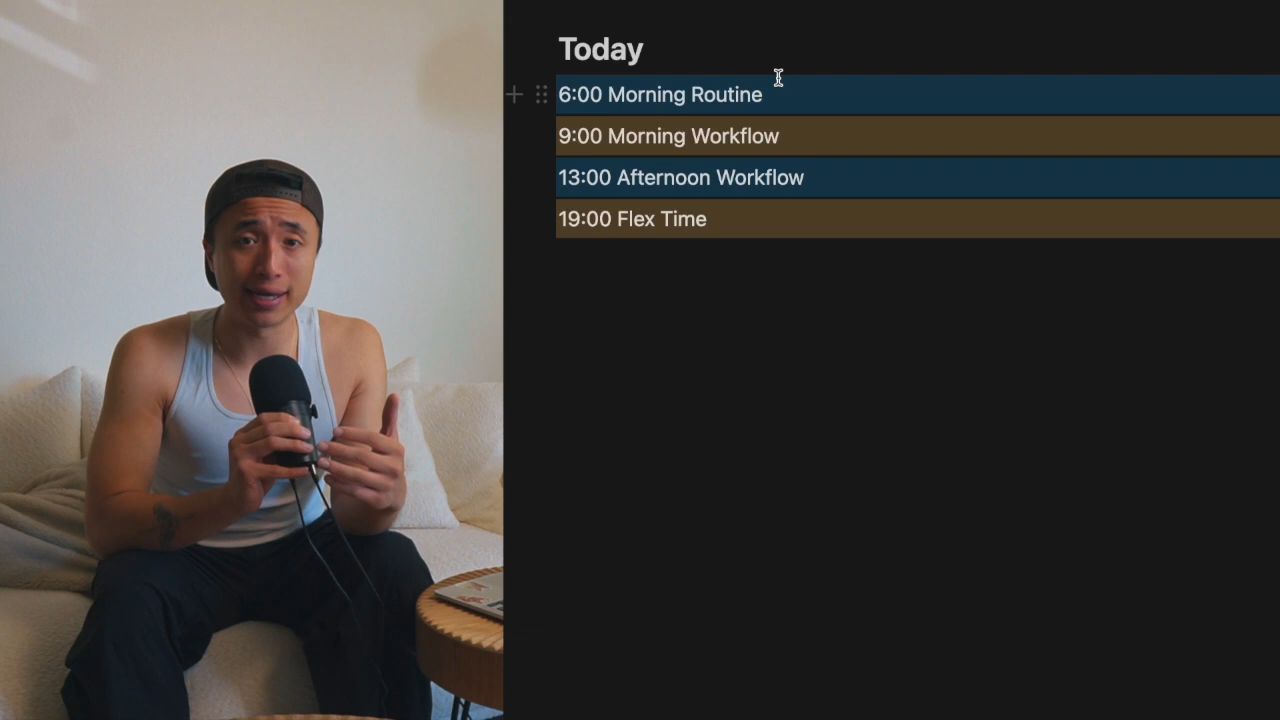 Today
6:00 Morning Routine
9:00 Morning Workflow
13:00 Afternoon Workflow
19:00 Flex Time